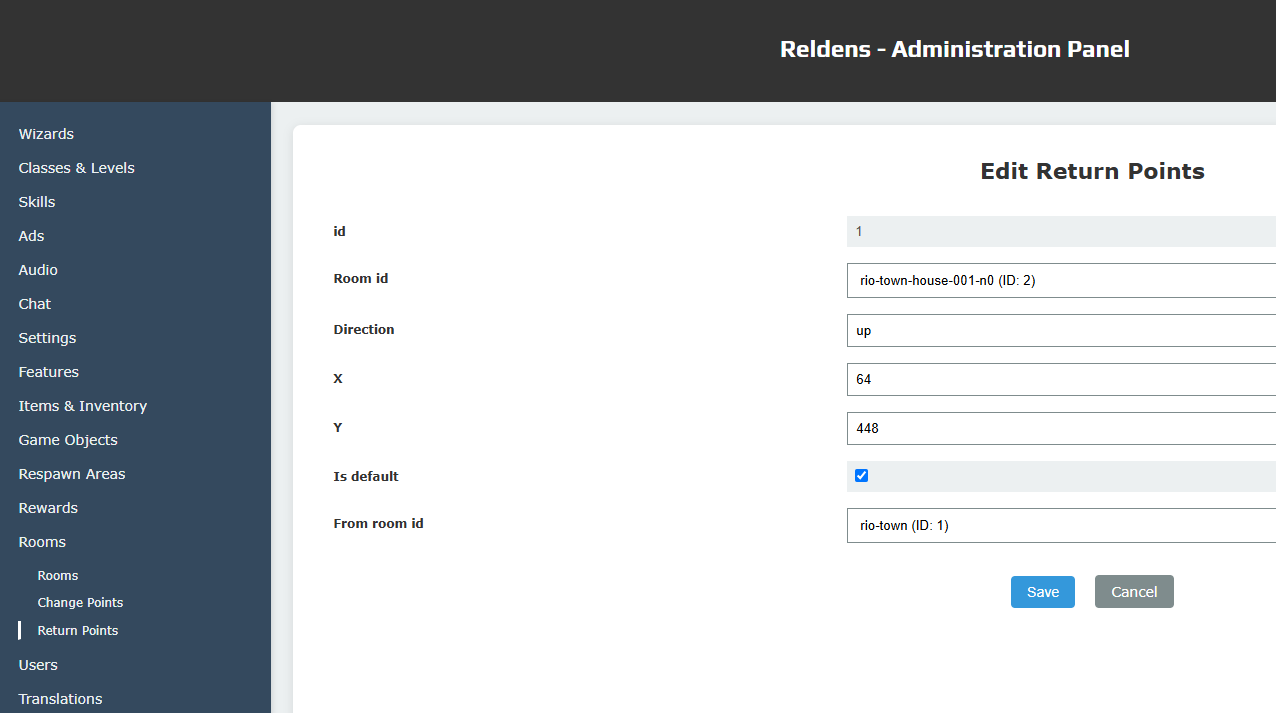 Reldens - Administration Panel
Wizards
Classes & Levels
Skills
Ads
Audio
Chat
Settings
Features
Items & Inventory
Game Objects
Respawn Areas
Rewards
Rooms
Rooms
Change Points
Return Points
Users
Translations
Edit Return Points
id
1
Room id
rio-town-house-001-n0 (ID: 2)
Direction
up
X
64
Y
448
Is default
From room id
rio-town (ID: 1)
Save
Cancel